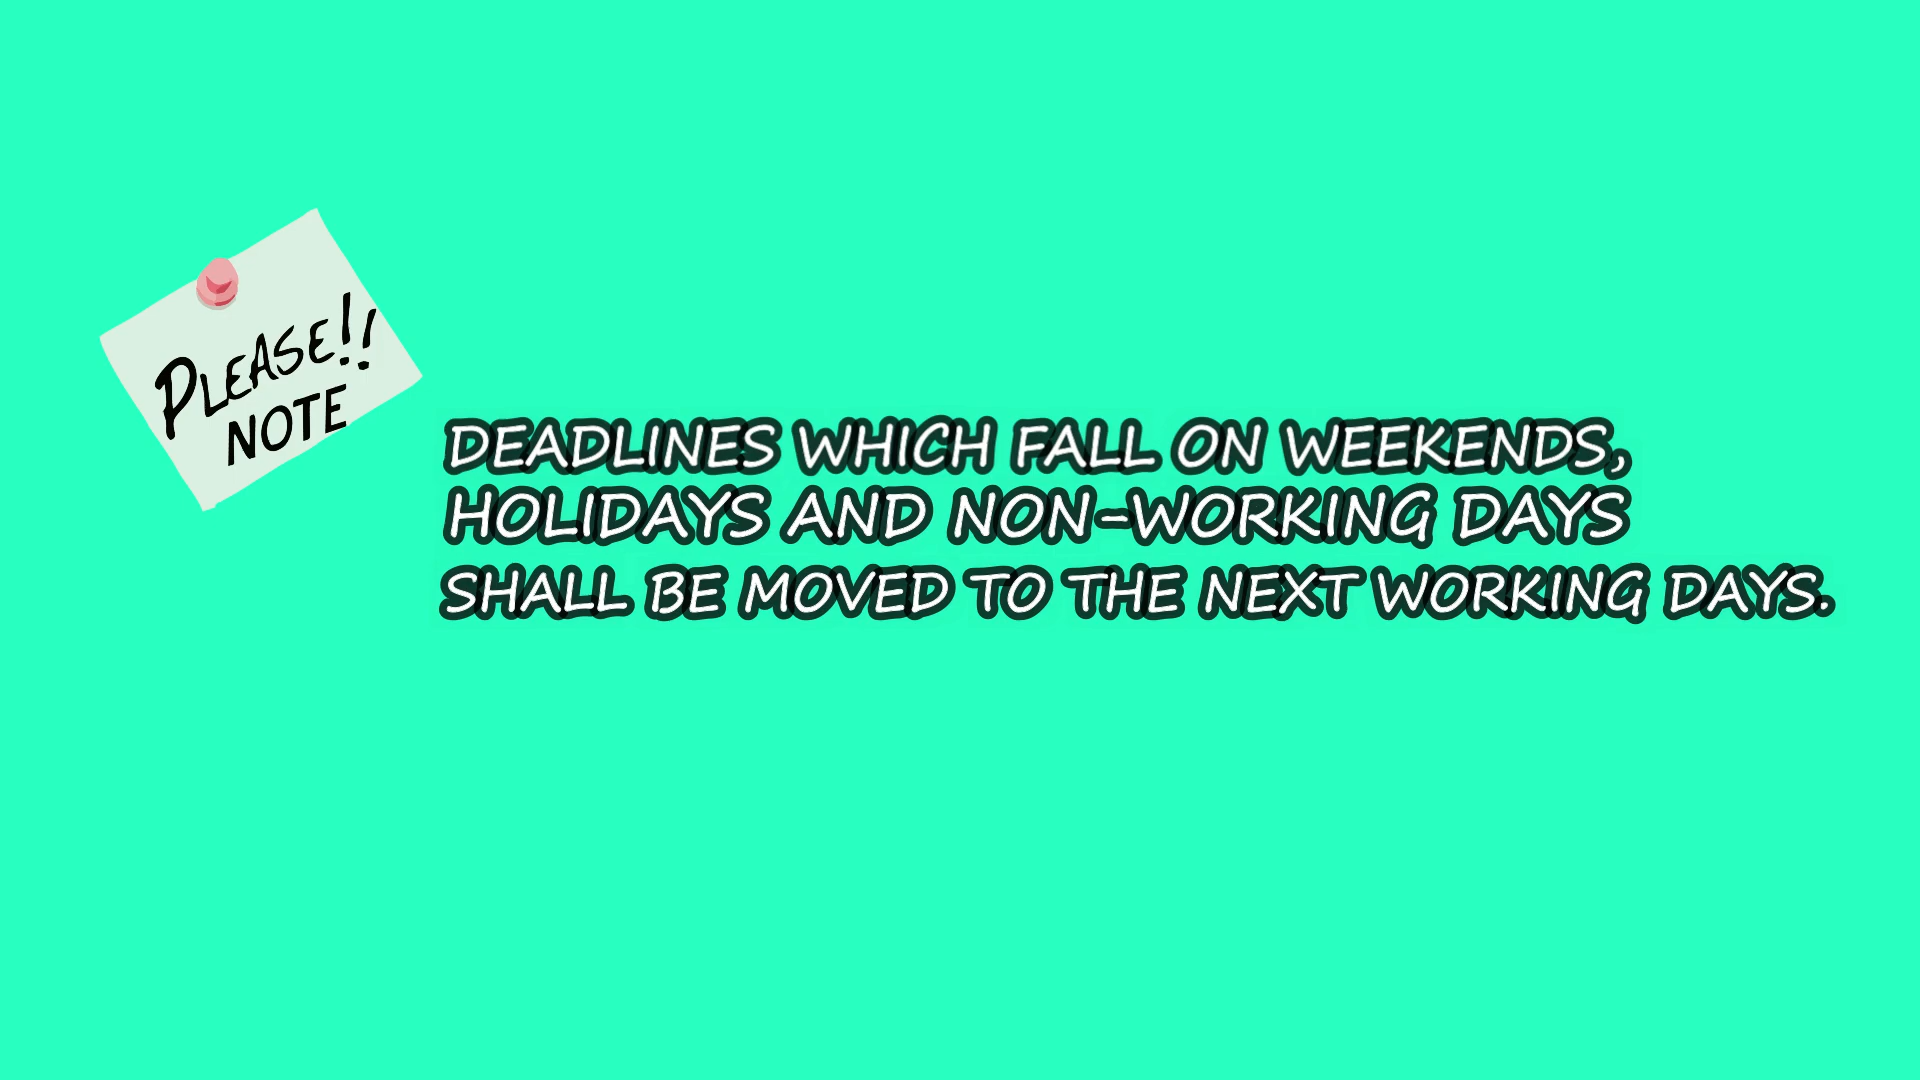 PLEASE!!
NOTE
DEADLINES WHICH FALL ON WEEKENDS,
HOLIDAYS AND NON-WORKING DAYS
SHALL BE MOVED TO THE NEXT WORKING DAYS.